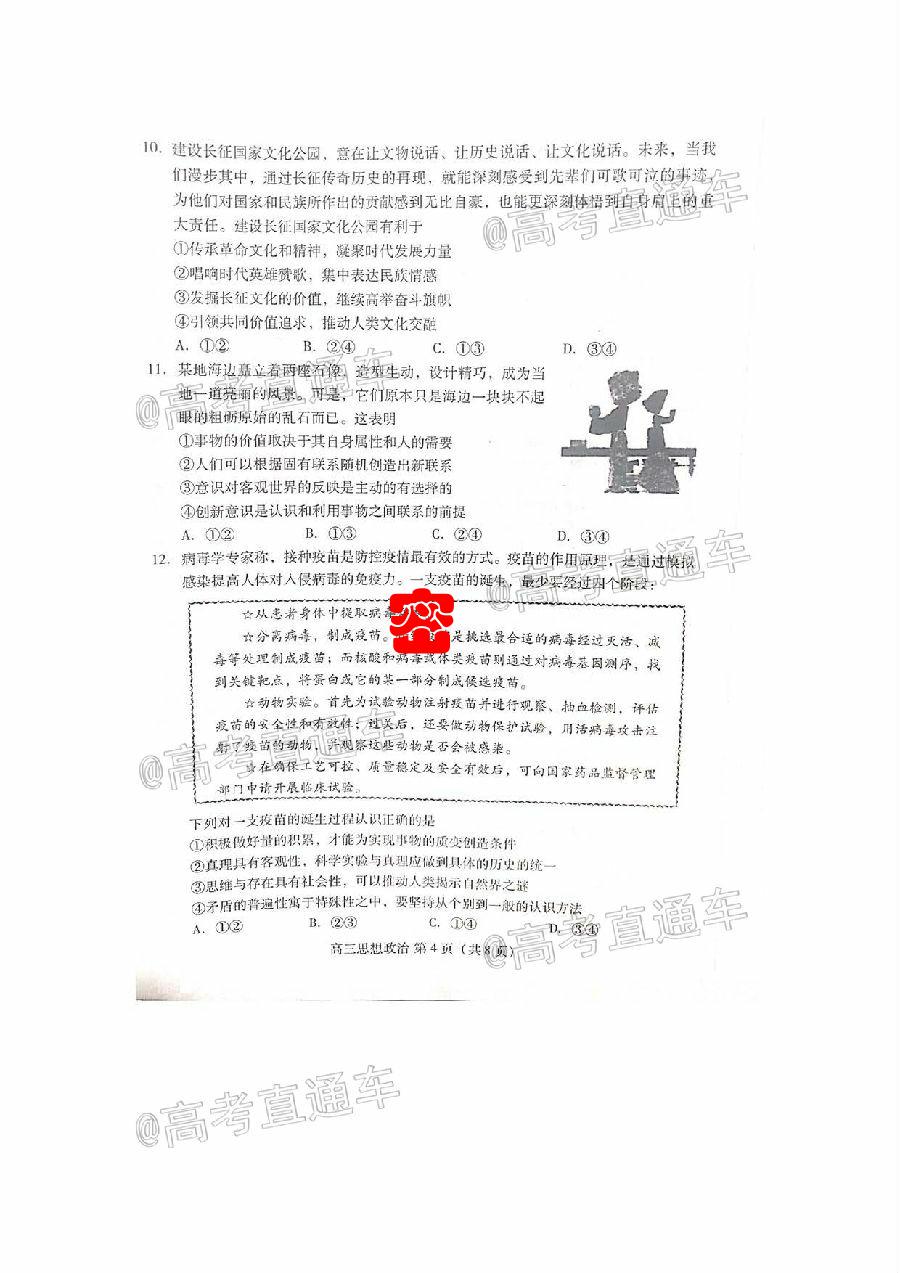 10. 建设长征国家文化公园，意在让文物说话、让历史说话、让文化说话。未来，当我
们漫步其中，通过长征传奇历史的再现，就能深刻感受到先辈们可歌可泣的事迹，
为他们对国家和民族所作出的贡献感到无比自豪，也能更深刻体悟到自身肩上的重
大责任。建设长征国家文化公园有利于
@高考直通车
①传承革命文化和精神，凝聚时代发展力量
②唱响时代英雄赞歌，集中表达民族情感
③发掘长征文化的价值，继续高举奋斗旗帜
④引领共同价值追求，推动人类文化交融
A. ①② B. ②④ C. ①③ D. ③④
11. 某地海边矗立着两座石像，造型生动，设计精巧，成为当
地一道亮丽的风景。可是，它们原本只是海边一块块不起
眼的粗砺原始的乱石而已。这表明
@高考直通车
①事物的价值取决于其自身属性和人的需要
②人们可以根据固有联系随机创造出新联系
③意识对客观世界的反映是主动的有选择的
④创新意识是认识和利用事物之间联系的前提
A. ①② B. ①③ C. ②④ D. ③④
12. 病毒学专家称，接种疫苗是防控疫情最有效的方式。疫苗的作用原理，是通过模拟
感染提高人体对入侵病毒的免疫力。一支疫苗的诞生，最少要经过四个阶段：
@高考直通车
☆从患者身体中提取病毒
☆分离病毒，制成疫苗。 是挑选最合适的病毒经过灭活、减
毒等处理制成疫苗；而核酸和病毒载体类疫苗则通过对病毒基因测序，找
到关键靶点，将蛋白或它的某一部分制成候选疫苗。
☆动物实验。首先为试验动物注射疫苗并进行观察、抽血检测，评估
疫苗的安全性和有效性；过关后，还要做动物保护试验，用活病毒攻击注
射了疫苗的动物，并观察这些动物是否会被感染。
☆在确保工艺可控、质量稳定及安全有效后，可向国家药品监督管理
部门申请开展临床试验。
@高考直通车
下列对一支疫苗的诞生过程认识正确的是
①积极做好量的积累，才能为实现事物的质变创造条件
②真理具有客观性，科学实验与真理应做到具体的历史的统一
③思维与存在具有社会性，可以推动人类揭示自然界之谜
④矛盾的普遍性寓于特殊性之中，要坚持从个别到一般的认识方法
A. ①② B. ②③ C. ①④ D. ③④
@高考直通车
高三思想政治 第 4 页（共 8 页）
@高考直通车
@高考直通车